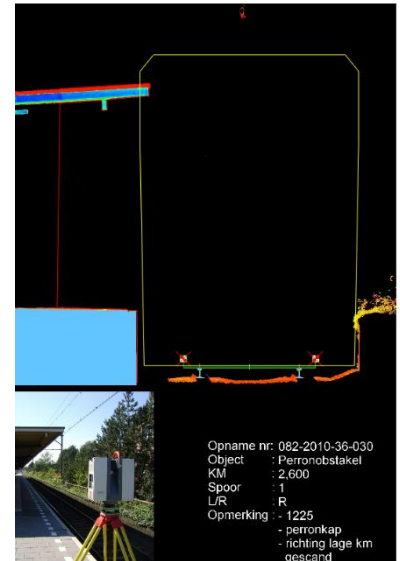 Opname nr: 082-2010-36-030
Object : Perronobstakel
KM : 2,600
Spoor : 1
L/R : R
Opmerking : - 1225
- perronkap
- richting lage km
gescand